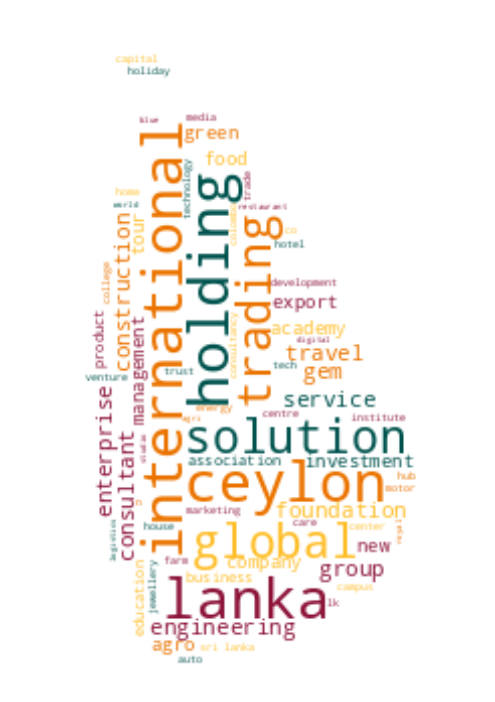 capital
holiday
blue
media
green
international
technology
food
holding
trade
restaurant
home
world
tour
construction
colombo
trading
co
hotel
college
development
export
product
management
academy
digital
consultancy
travel
tech
gem
venture
trust
enterprise
service
energy
agri
centre
institute
consultant
solution
association
investment
ceylon
hub
motor
n
marketing
foundation
logistics
house
care
center
regal
global
new
farm
company
group
education
jewellery
business
lanka
campus
lk
engineering
agro
sri lanka
auto